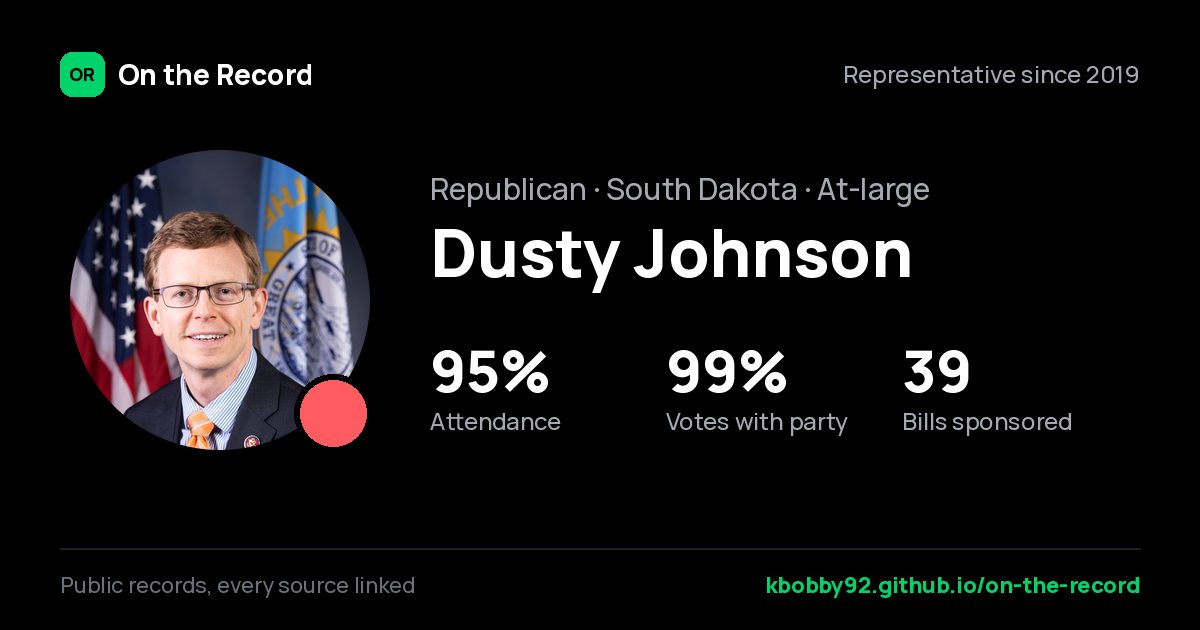 OR On the Record
Representative since 2019
Republican · South Dakota · At-large
Dusty Johnson
95% 99% 39
Attendance Votes with party Bills sponsored
Public records, every source linked
kbobby92.github.io/on-the-record
GREAT